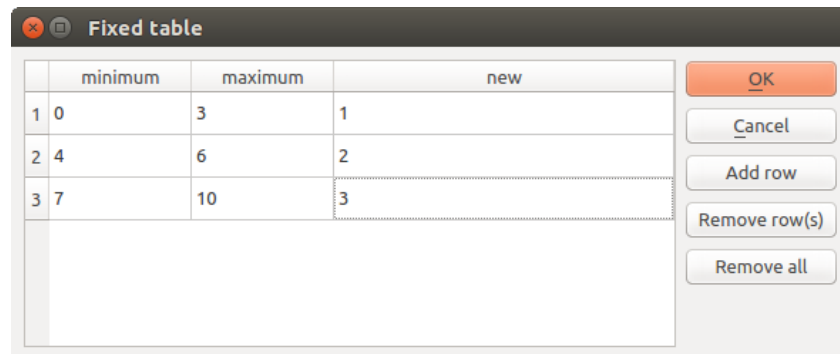 Fixed table
minimum maximum new
1 0 3 1
2 4 6 2
3 7 10 3
OK
Cancel
Add row
Remove row(s)
Remove all